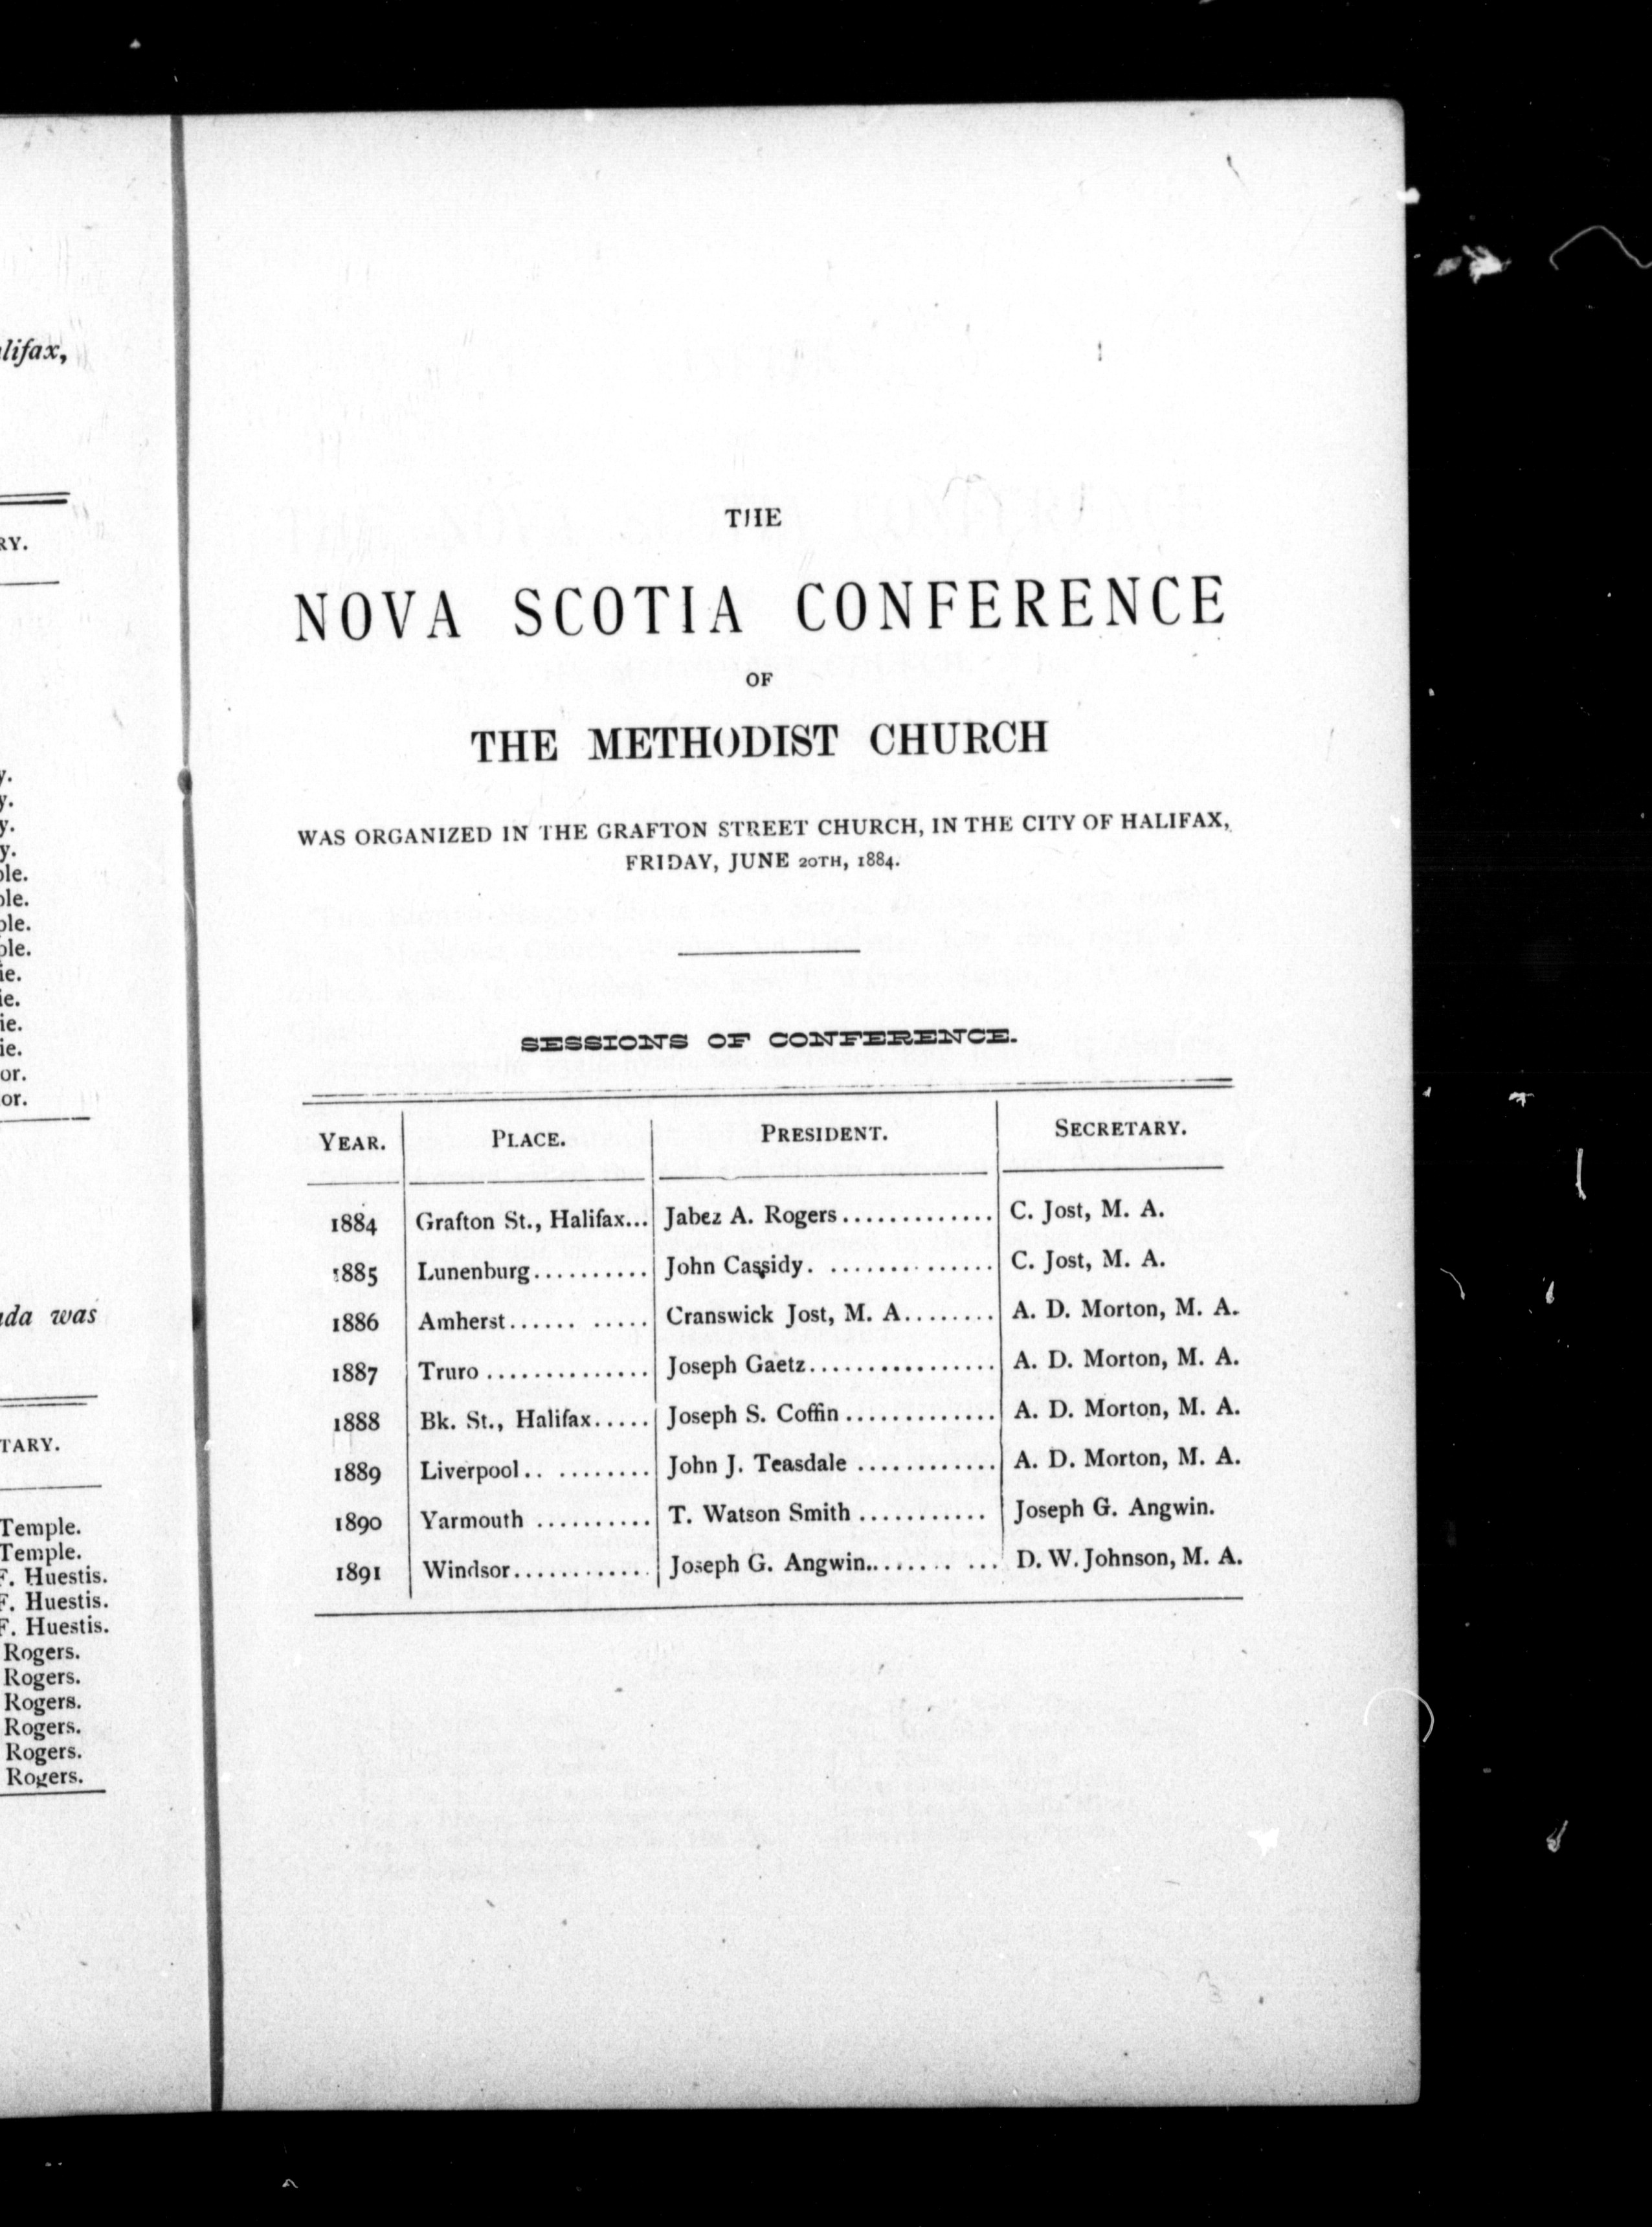 lifax,
RY.
y.
y.
y.
y.
ple.
ple.
ple.
ple.
ie.
ie.
ie.
ie.
or.
or.
ada was
TARY.
Temple.
Temple.
F. Huestis.
F. Huestis.
F. Huestis.
Rogers.
Rogers.
Rogers.
Rogers.
Rogers.
Rogers.
THE
NOVA SCOTIA CONFERENCE
OF
THE METHODIST CHURCH
WAS ORGANIZED IN THE GRAFTON STREET CHURCH, IN THE CITY OF HALIFAX,
FRIDAY, JUNE 20TH, 1884.
SESSIONS OF CONFERENCE.
YEAR. PLACE. PRESIDENT. SECRETARY.
1884 Grafton St., Halifax... Jabez A. Rogers............. C. Jost, M. A.
1885 Lunenburg.......... John Cassidy. .............. C. Jost, M. A.
1886 Amherst...... ..... Cranswick Jost, M. A........ A. D. Morton, M. A.
1887 Truro .............. Joseph Gaetz................ A. D. Morton, M. A.
1888 Bk. St., Halifax..... Joseph S. Coffin ............. A. D. Morton, M. A.
1889 Liverpool.. ........ John J. Teasdale ............ A. D. Morton, M. A.
1890 Yarmouth .......... T. Watson Smith ........... Joseph G. Angwin.
1891 Windsor............ Joseph G. Angwin........ ... D. W. Johnson, M. A.